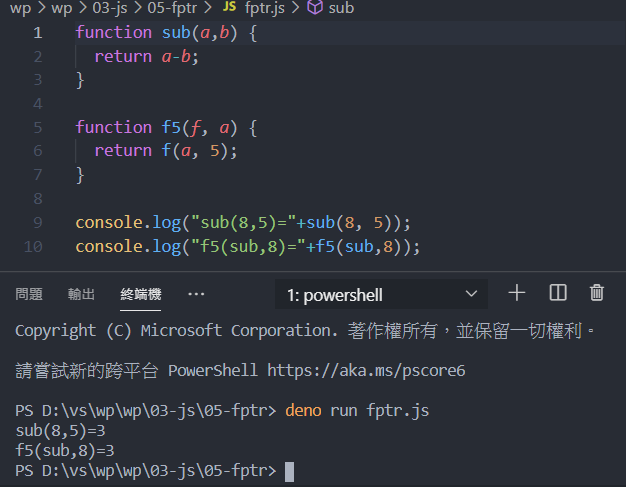 wp > wp > 03-js > 05-fptr > JS fptr.js > sub
1 function sub(a,b) {
2 return a-b;
3 }
4
5 function f5(f, a) {
6 return f(a, 5);
7 }
8
9 console.log("sub(8,5)="+sub(8, 5));
10 console.log("f5(sub,8)="+f5(sub,8));
問題 輸出 終端機 ··· 1: powershell
Copyright (C) Microsoft Corporation. 著作權所有，並保留一切權利。
請嘗試新的跨平台 PowerShell https://aka.ms/pscore6
PS D:\vs\wp\wp\03-js\05-fptr> deno run fptr.js
sub(8,5)=3
f5(sub,8)=3
PS D:\vs\wp\wp\03-js\05-fptr>